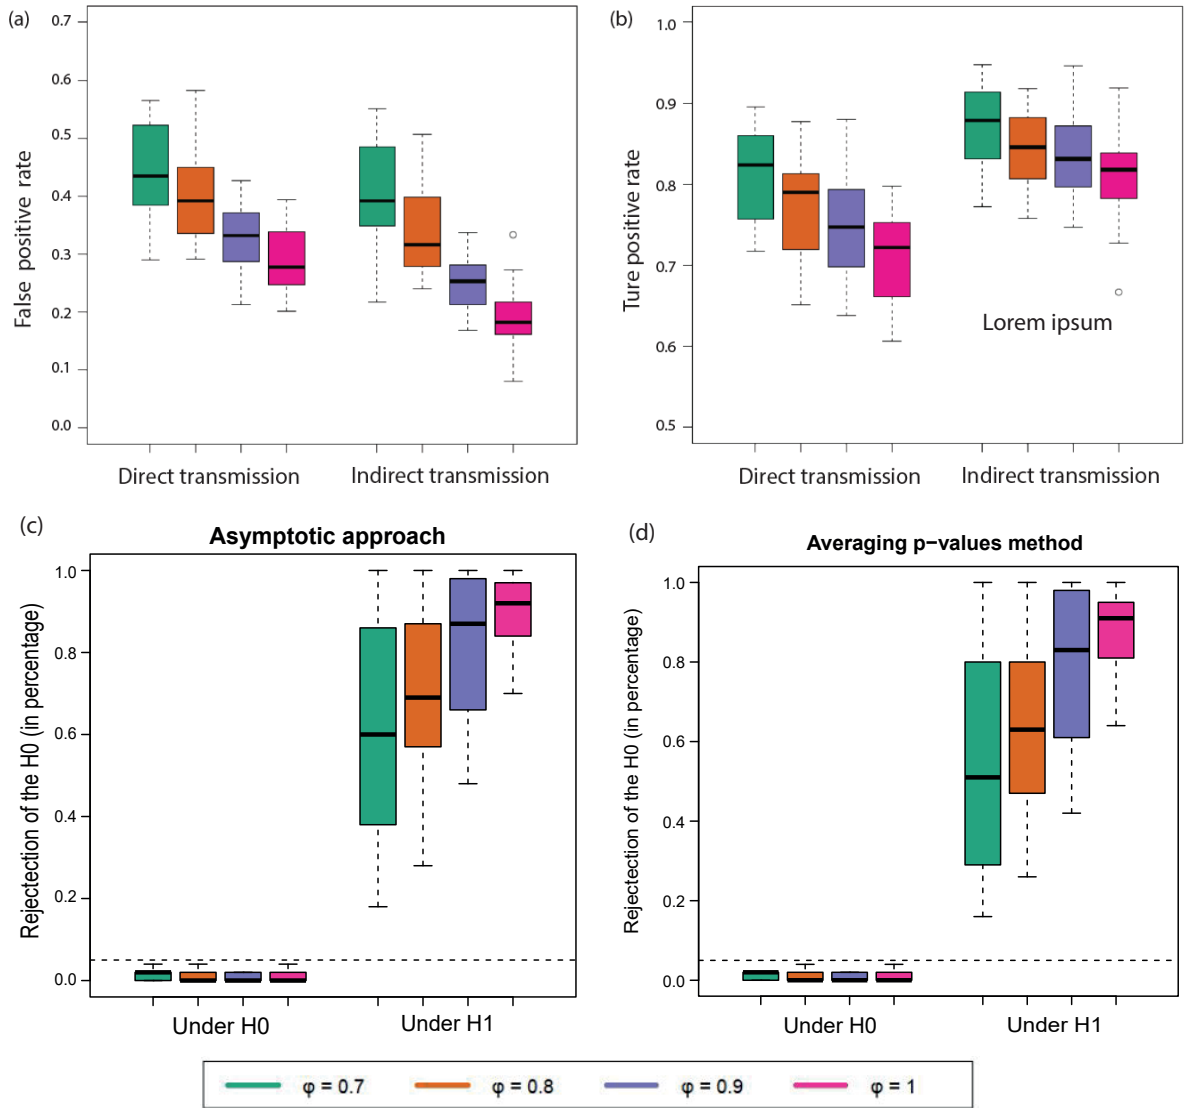 (a)
False positive rate
0.7
0.6
0.5
0.4
0.3
0.2
0.1
0.0
Direct transmission
Indirect transmission
(b)
Ture positive rate
1.0
0.9
0.8
0.7
0.6
0.5
Lorem ipsum
Direct transmission
Indirect transmission
(c)
Asymptotic approach
Rejectection of the H0 (in percentage)
1.0
0.8
0.6
0.4
0.2
0.0
Under H0
Under H1
(d)
Averaging p−values method
Rejectection of the H0 (in percentage)
1.0
0.8
0.6
0.4
0.2
0.0
Under H0
Under H1
φ = 0.7
φ = 0.8
φ = 0.9
φ = 1